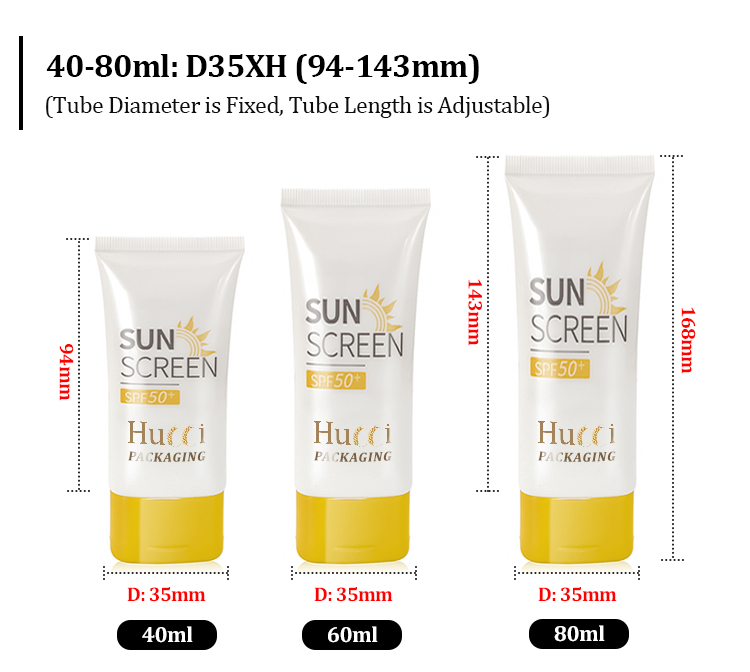 40-80ml: D35XH (94-143mm)
(Tube Diameter is Fixed, Tube Length is Adjustable)
94mm
SUN
SCREEN
SPF50+
Hucci
PACKAGING
D: 35mm
40ml
SUN
SCREEN
SPF50+
Hucci
PACKAGING
D: 35mm
60ml
143mm
SUN
SCREEN
SPF50+
Hucci
PACKAGING
168mm
D: 35mm
80ml